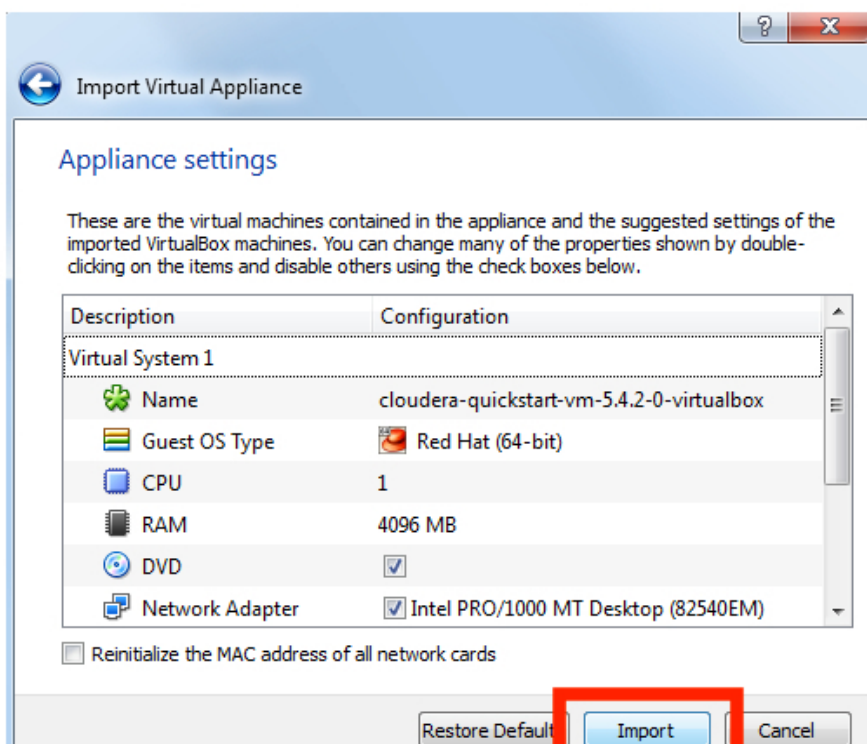 Import Virtual Appliance
Appliance settings
These are the virtual machines contained in the appliance and the suggested settings of the
imported VirtualBox machines. You can change many of the properties shown by double-
clicking on the items and disable others using the check boxes below.
Description Configuration
Virtual System 1
Name cloudera-quickstart-vm-5.4.2-0-virtualbox
Guest OS Type Red Hat (64-bit)
CPU 1
RAM 4096 MB
DVD
Network Adapter Intel PRO/1000 MT Desktop (82540EM)
Reinitialize the MAC address of all network cards
Restore Default Import Cancel